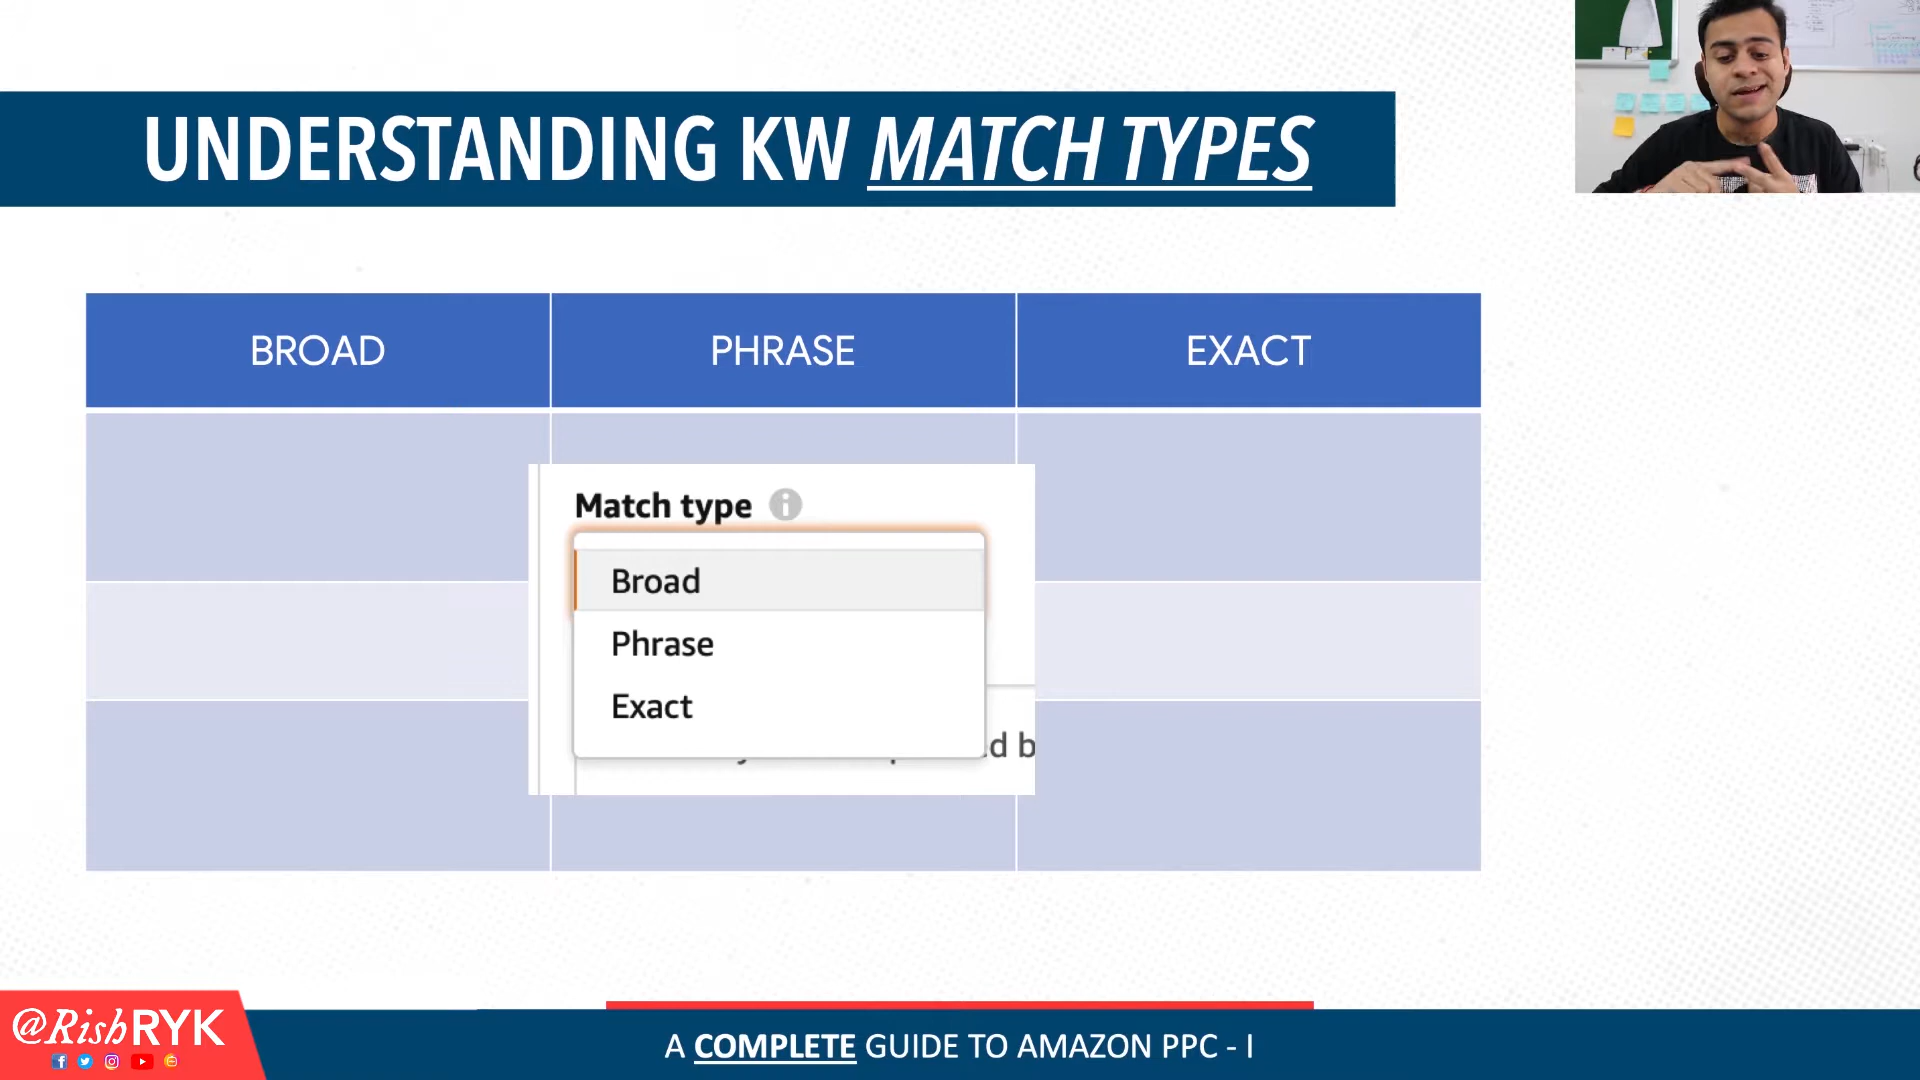 UNDERSTANDING KW MATCH TYPES
BROAD PHRASE EXACT
Match type
Broad
Phrase
Exact
d b
@RishRYK
A COMPLETE GUIDE TO AMAZON PPC - I